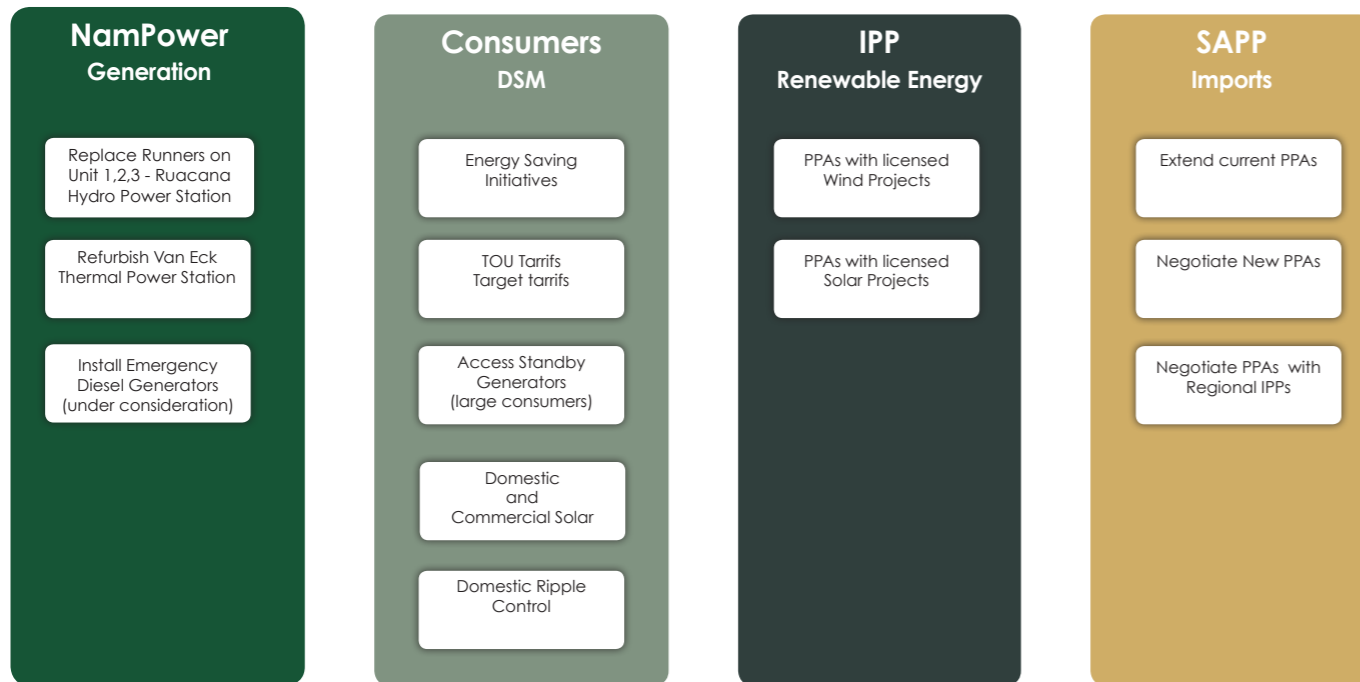 NamPower
Generation
Replace Runners on
Unit 1,2,3 - Ruacana
Hydro Power Station
Refurbish Van Eck
Thermal Power Station
Install Emergency
Diesel Generators
(under consideration)
Consumers
DSM
Energy Saving
Initiatives
TOU Tarrifs
Target tarrifs
Access Standby
Generators
(large consumers)
Domestic
and
Commercial Solar
Domestic Ripple
Control
IPP
Renewable Energy
PPAs with licensed
Wind Projects
PPAs with licensed
Solar Projects
SAPP
Imports
Extend current PPAs
Negotiate New PPAs
Negotiate PPAs with
Regional IPPs